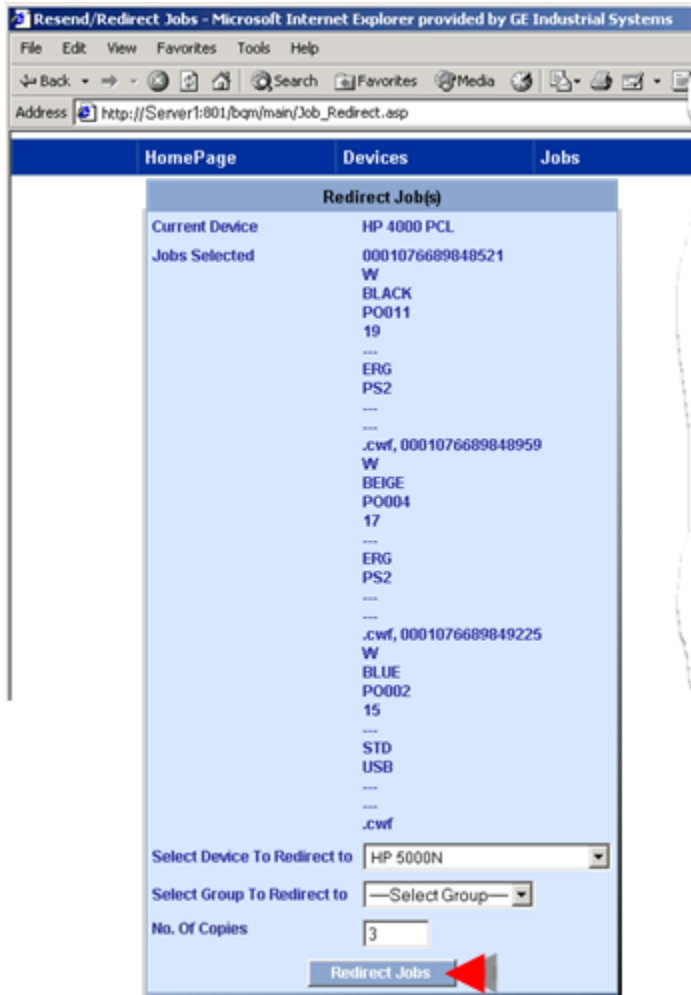 Resend/Redirect Jobs - Microsoft Internet Explorer provided by GE Industrial Systems
File Edit View Favorites Tools Help
Back Search Favorites Media
Address http://Server1:801/bqm/main/Job_Redirect.asp
HomePage Devices Jobs
Redirect Job(s)
Current Device HP 4000 PCL
Jobs Selected 0001076689848521
W
BLACK
PO011
19
---
ERG
PS2
---
---
.cwf, 0001076689848959
W
BEIGE
PO004
17
---
ERG
PS2
---
---
.cwf, 0001076689849225
W
BLUE
PO002
15
---
STD
USB
---
---
.cwf
Select Device To Redirect to HP 5000N
Select Group To Redirect to —Select Group—
No. Of Copies 3
Redirect Jobs